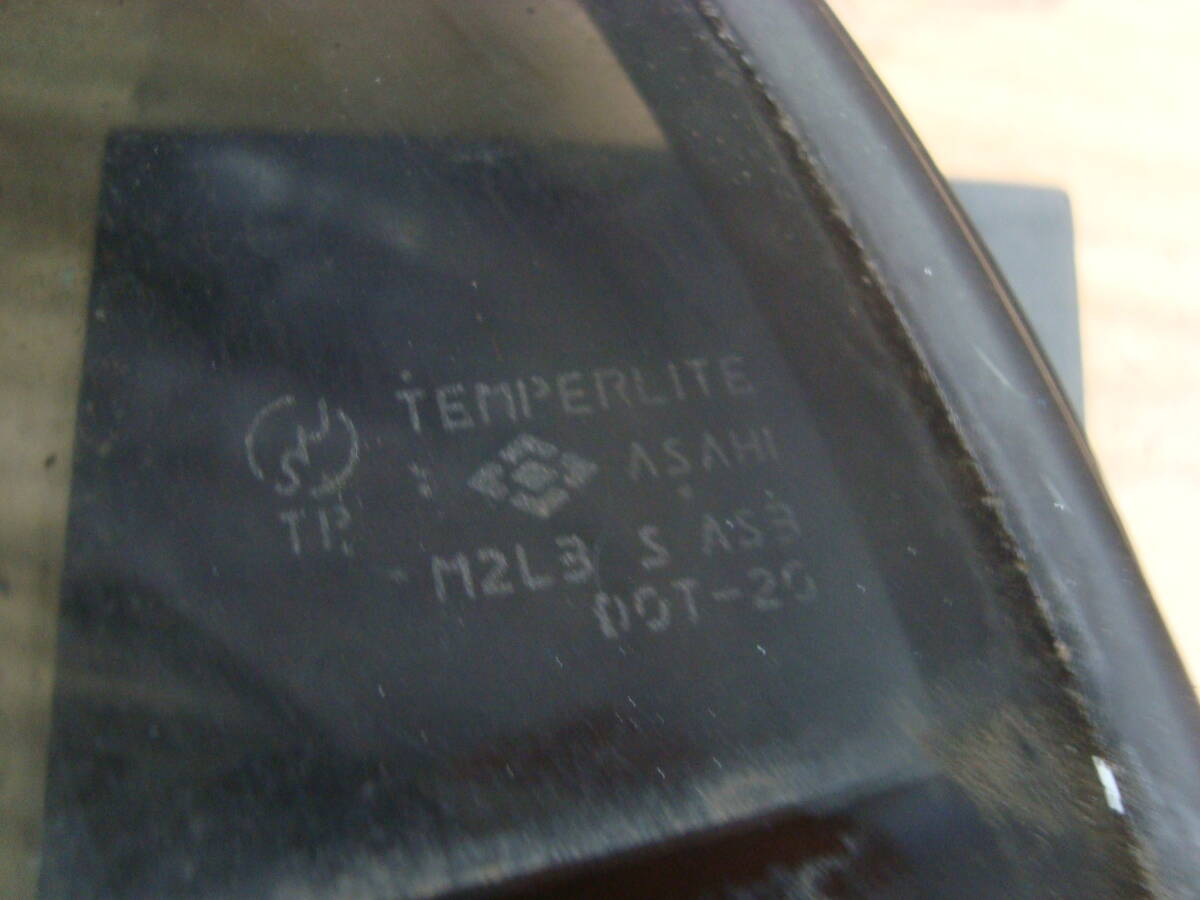 TEMPERLITE
S
TP
ASAHI
M2L3 S AS3
DOT-20